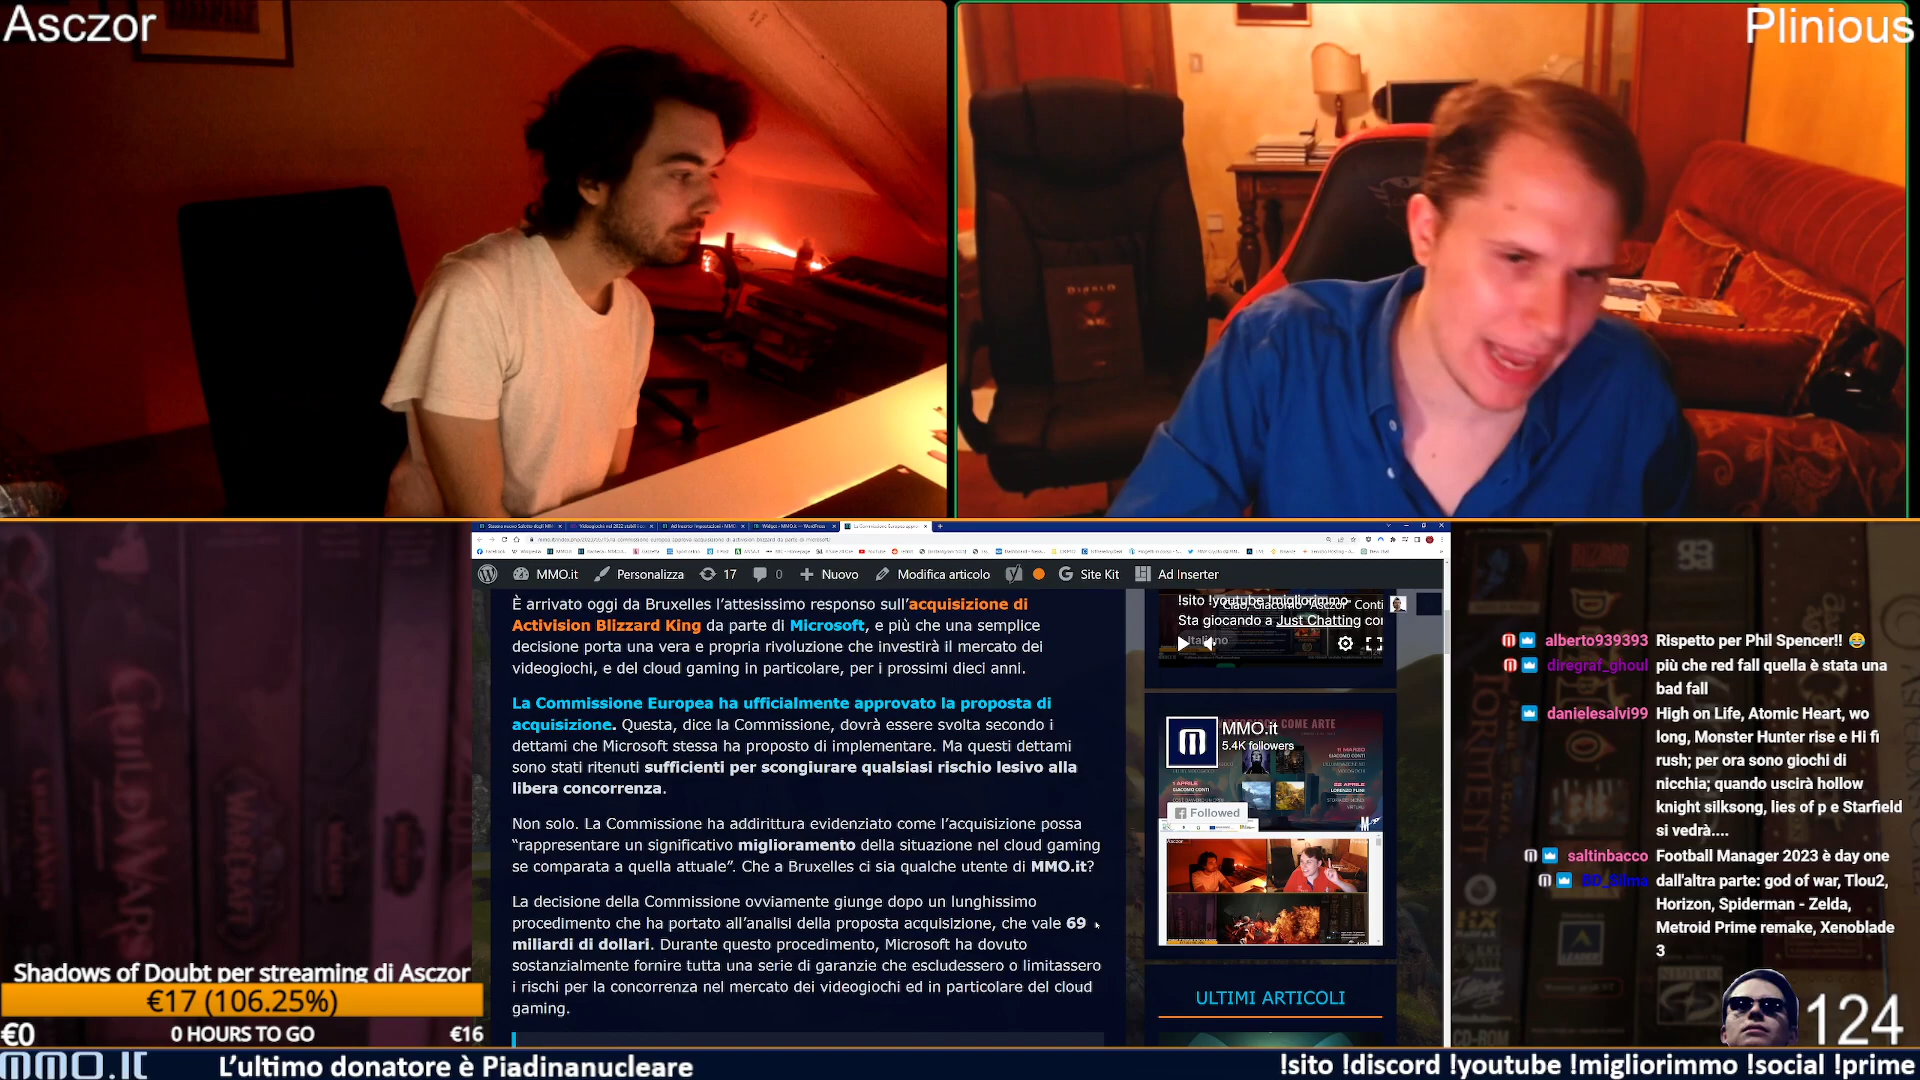 Asczor
Plinious
MMO.it
Personalizza
17
0
Nuovo
Modifica articolo
Site Kit
Ad Inserter
È arrivato oggi da Bruxelles l'attesissimo responso sull'acquisizione di
Activision Blizzard King da parte di Microsoft, e più che una semplice
decisione porta una vera e propria rivoluzione che investirà il mercato dei
videogiochi, e del cloud gaming in particolare, per i prossimi dieci anni.
La Commissione Europea ha ufficialmente approvato la proposta di
acquisizione. Questa, dice la Commissione, dovrà essere svolta secondo i
dettami che Microsoft stessa ha proposto di implementare. Ma questi dettami
sono stati ritenuti sufficienti per scongiurare qualsiasi rischio lesivo alla
libera concorrenza.
Non solo. La Commissione ha addirittura evidenziato come l'acquisizione possa
"rappresentare un significativo miglioramento della situazione nel cloud gaming
se comparata a quella attuale". Che a Bruxelles ci sia qualche utente di MMO.it?
La decisione della Commissione ovviamente giunge dopo un lunghissimo
procedimento che ha portato all'analisi della proposta acquisizione, che vale 69
miliardi di dollari. Durante questo procedimento, Microsoft ha dovuto
sostanzialmente fornire tutta una serie di garanzie che escludessero o limitassero
i rischi per la concorrenza nel mercato dei videogiochi ed in particolare del cloud
gaming.
!sito !youtube !migliorimmo
Ciao, Giacomo "Asczor" Conti
Sta giocando a Just Chatting con
Italiano
MMO.it
5.4K followers
Followed
ULTIMI ARTICOLI
alberto939393 Rispetto per Phil Spencer!! 😂
diregraf_ghoul più che red fall quella è stata una
bad fall
danielesalvi99 High on Life, Atomic Heart, wo
long, Monster Hunter rise e HI fi
rush; per ora sono giochi di
nicchia; quando uscirà hollow
knight silksong, lies of p e Starfield
si vedrà....
saltinbacco Football Manager 2023 è day one
BD_Silma dall'altra parte: god of war, Tlou2,
Horizon, Spiderman - Zelda,
Metroid Prime remake, Xenoblade
3
124
Shadows of Doubt per streaming di Asczor
€17 (106.25%)
€0
0 HOURS TO GO
€16
MMO.IT
L'ultimo donatore è Piadinanucleare
!sito !discord !youtube !migliorimmo !social !prime
DIABLO
GUILD WARS
CD-ROM